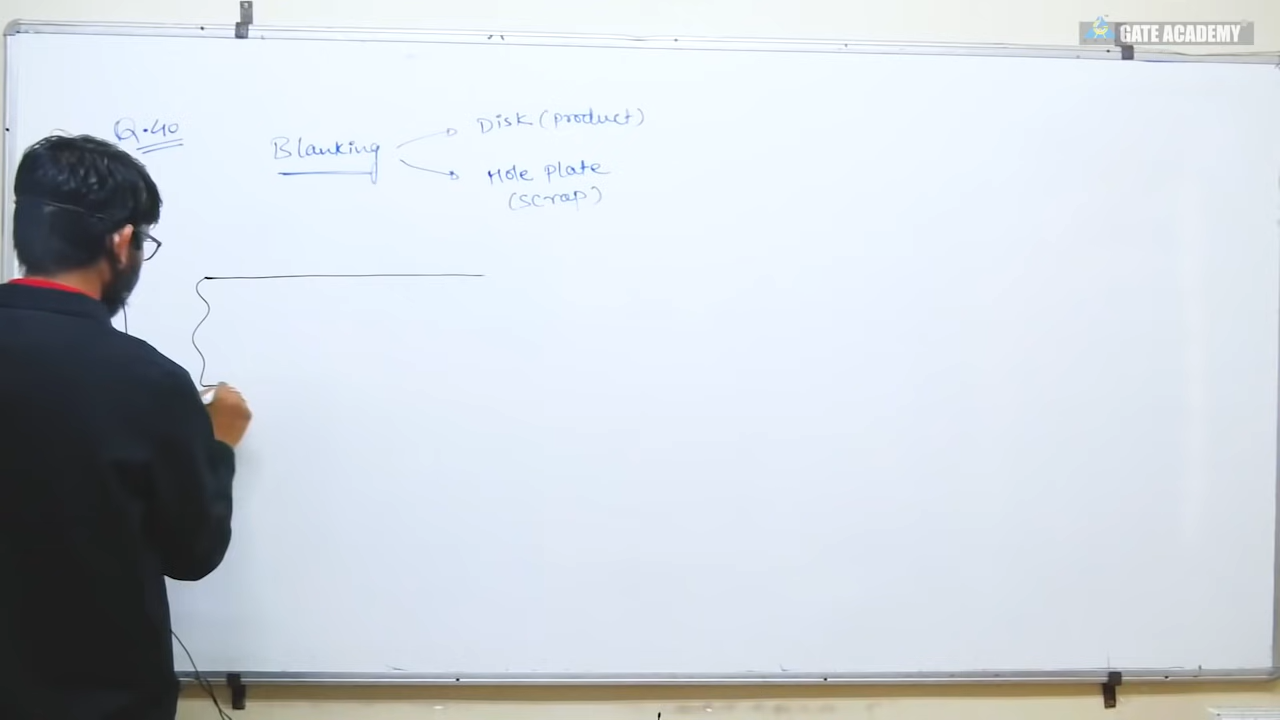 GATE ACADEMY
Q.40
Blanking
Disk (product)
Hole plate
(scrap)